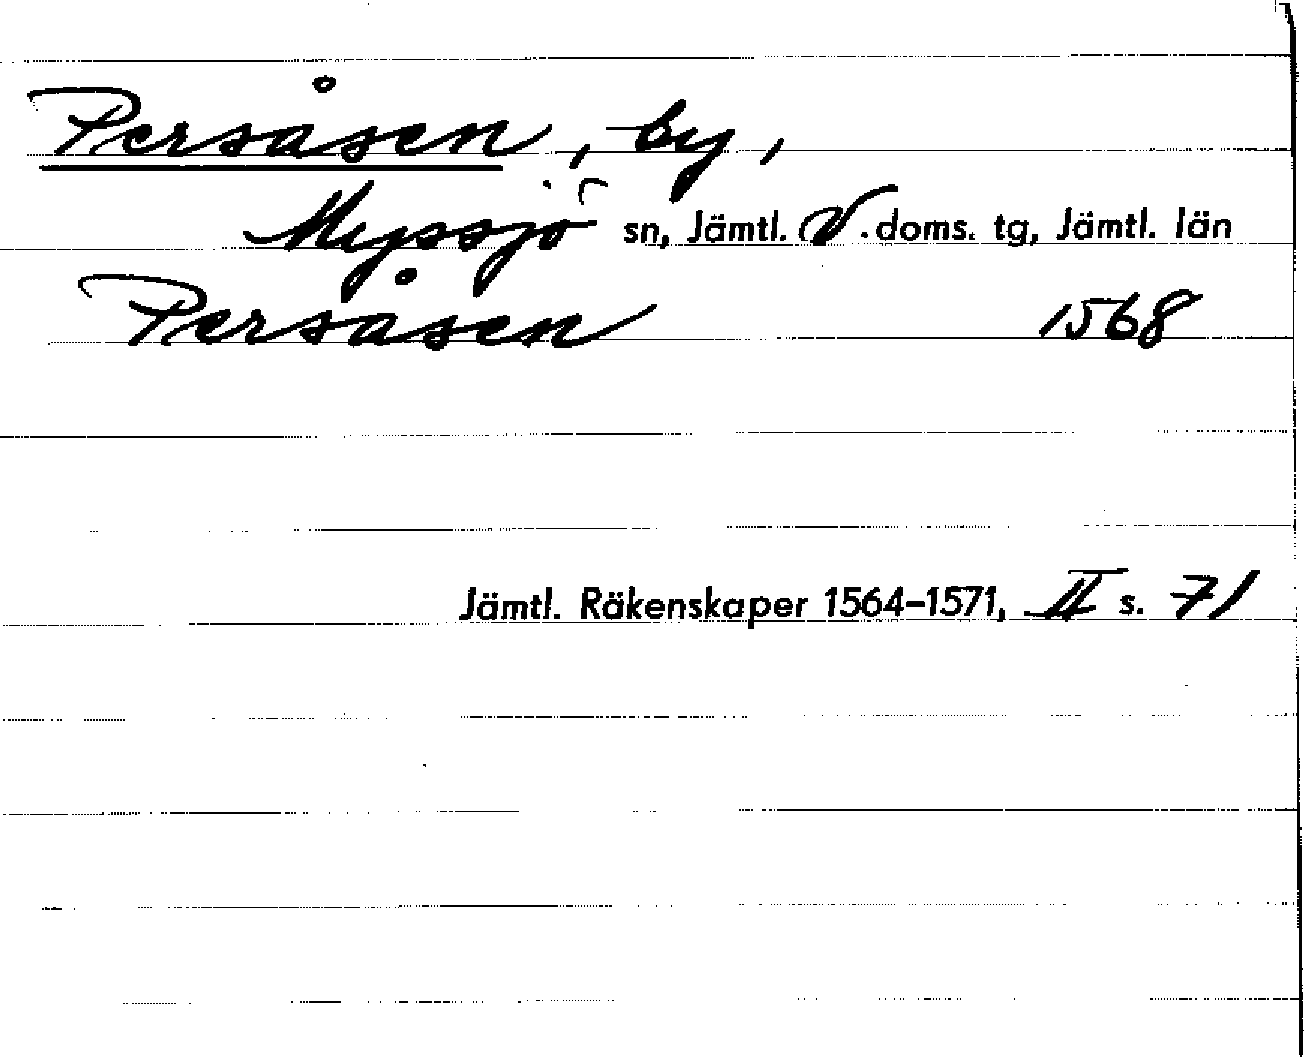 Persåsen, by,
Myssjö sn, Jämtl. V. doms. tg, Jämtl. län
Persåsen 1568
Jämtl. Räkenskaper 1564-1571, II s. 71